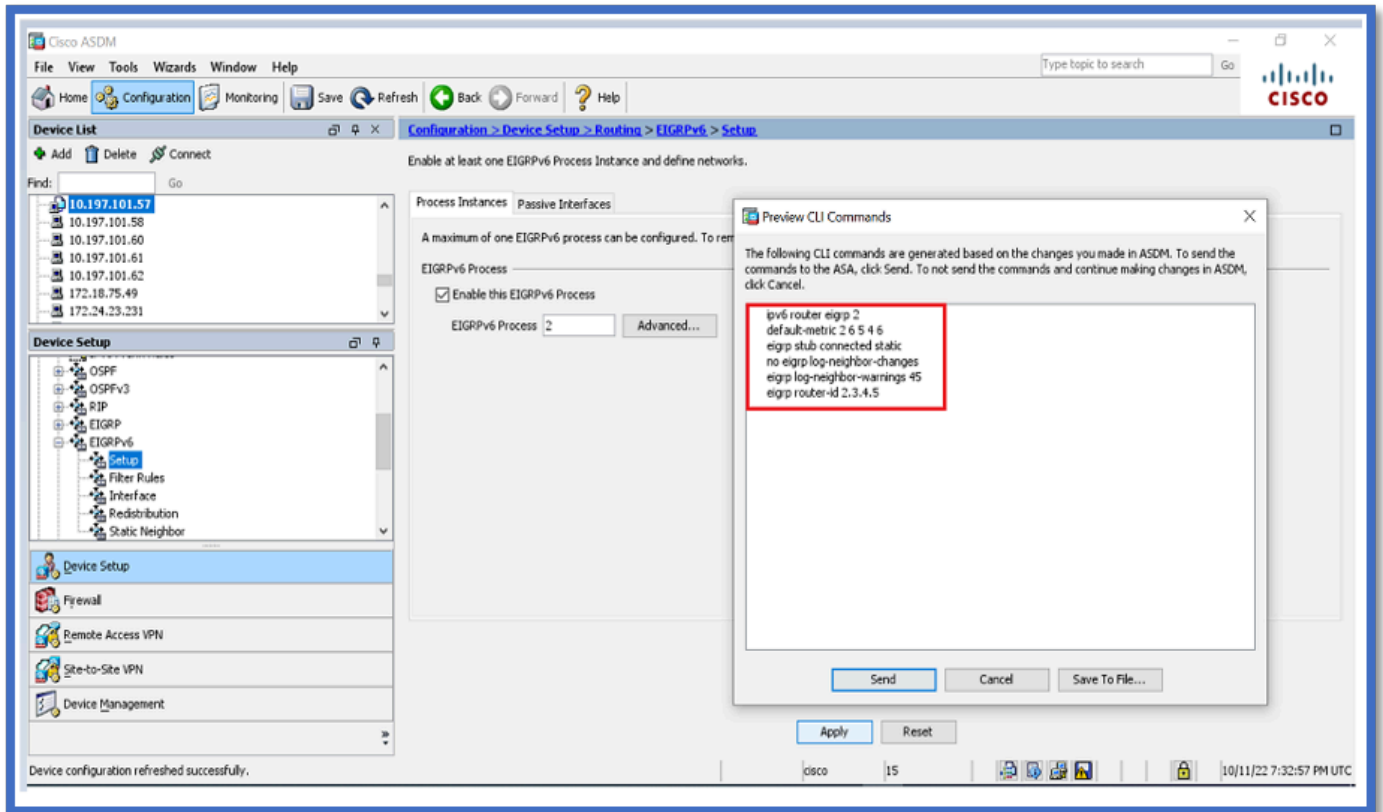 Cisco ASDM
File View Tools Wizards Window Help
Type topic to search Go
Home Configuration Monitoring Save Refresh Back Forward Help
CISCO
Device List
Add Delete Connect
Find: Go
10.197.101.57
10.197.101.58
10.197.101.60
10.197.101.61
10.197.101.62
172.18.75.49
172.24.23.231
Device Setup
OSPF
OSPFv3
RIP
EIGRP
EIGRPv6
Setup
Filter Rules
Interface
Redistribution
Static Neighbor
Device Setup
Firewall
Remote Access VPN
Site-to-Site VPN
Device Management
Configuration > Device Setup > Routing > EIGRPv6 > Setup
Enable at least one EIGRPv6 Process Instance and define networks.
Process Instances Passive Interfaces
A maximum of one EIGRPv6 process can be configured. To rem
EIGRPv6 Process
Enable this EIGRPv6 Process
EIGRPv6 Process 2 Advanced...
Preview CLI Commands
The following CLI commands are generated based on the changes you made in ASDM. To send the
commands to the ASA, click Send. To not send the commands and continue making changes in ASDM,
click Cancel.
ipv6 router eigrp 2
default-metric 2 6 5 4 6
eigrp stub connected static
no eigrp log-neighbor-changes
eigrp log-neighbor-warnings 45
eigrp router-id 2.3.4.5
Send Cancel Save To File...
Apply Reset
Device configuration refreshed successfully.
cisco 15 10/11/22 7:32:57 PM UTC